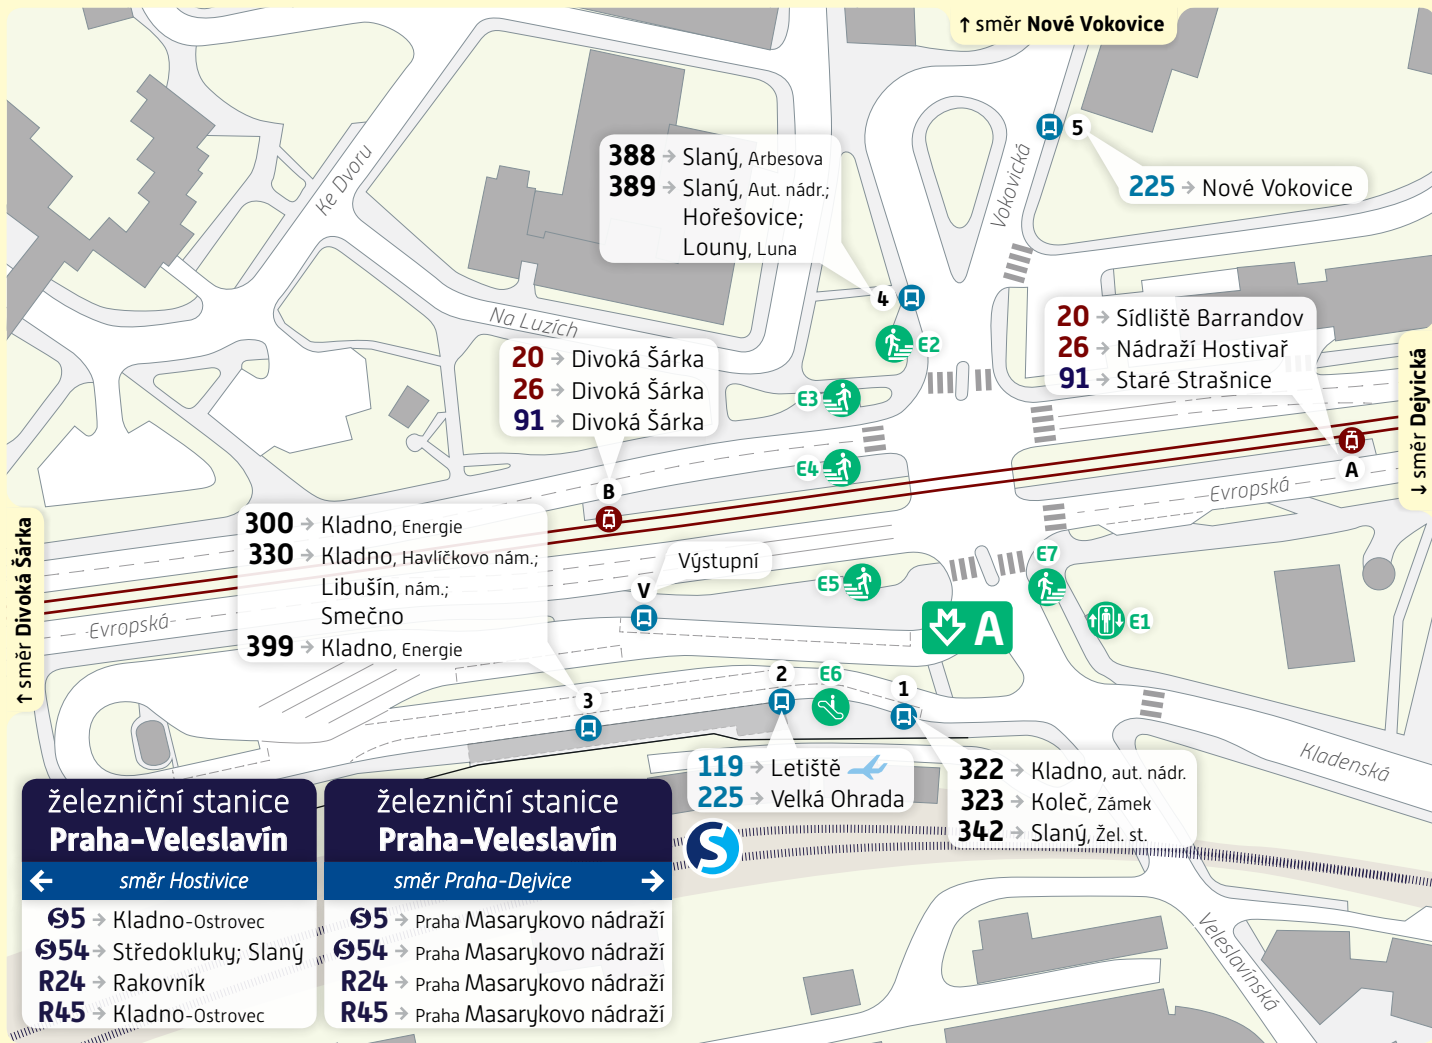 ↑ směr Nové Vokovice
5
225 → Nové Vokovice
Vokovická
Ke Dvoru
388 → Slaný, Arbesova
389 → Slaný, Aut. nádr.;
Hořešovice;
Louny, Luna
4
E2
Na Luzích
20 → Sídliště Barrandov
26 → Nádraží Hostivař
91 → Staré Strašnice
A
↓ směr Dejvická
20 → Divoká Šárka
26 → Divoká Šárka
91 → Divoká Šárka
B
E3
E4
Evropská
300 → Kladno, Energie
330 → Kladno, Havlíčkovo nám.;
Libušín, nám.;
Smečno
399 → Kladno, Energie
3
↑ směr Divoká Šárka
Evropská
Výstupní
V
E5
E7
A
E1
2
E6
1
119 → Letiště
225 → Velká Ohrada
322 → Kladno, aut. nádr.
323 → Koleč, Zámek
342 → Slaný, Žel. st.
Kladenská
S
Veleslavínská
železniční stanice
Praha-Veleslavín
← směr Hostivice
S5 → Kladno-Ostrovec
S54 → Středokluky; Slaný
R24 → Rakovník
R45 → Kladno-Ostrovec
železniční stanice
Praha-Veleslavín
směr Praha-Dejvice →
S5 → Praha Masarykovo nádraží
S54 → Praha Masarykovo nádraží
R24 → Praha Masarykovo nádraží
R45 → Praha Masarykovo nádraží